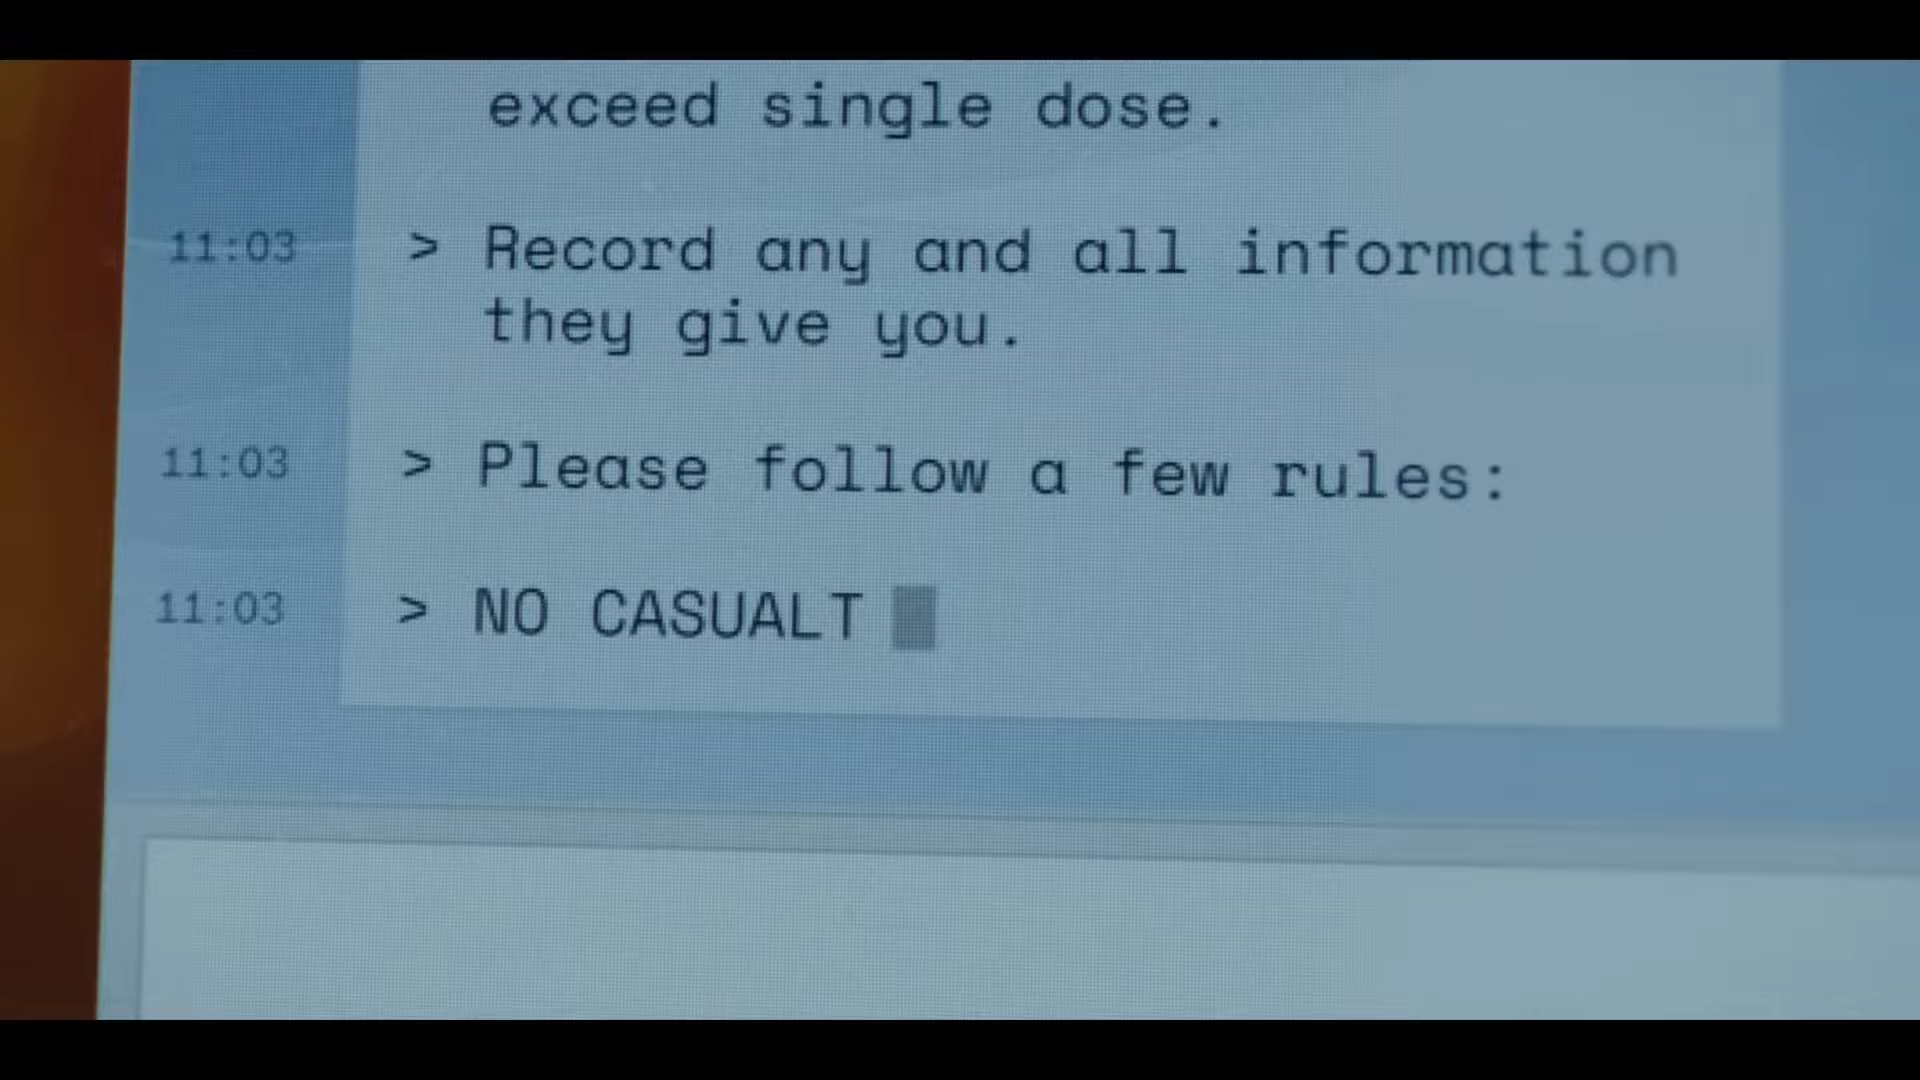 exceed single dose.
11:03 > Record any and all information
they give you.
11:03 > Please follow a few rules:
11:03 > NO CASUALT